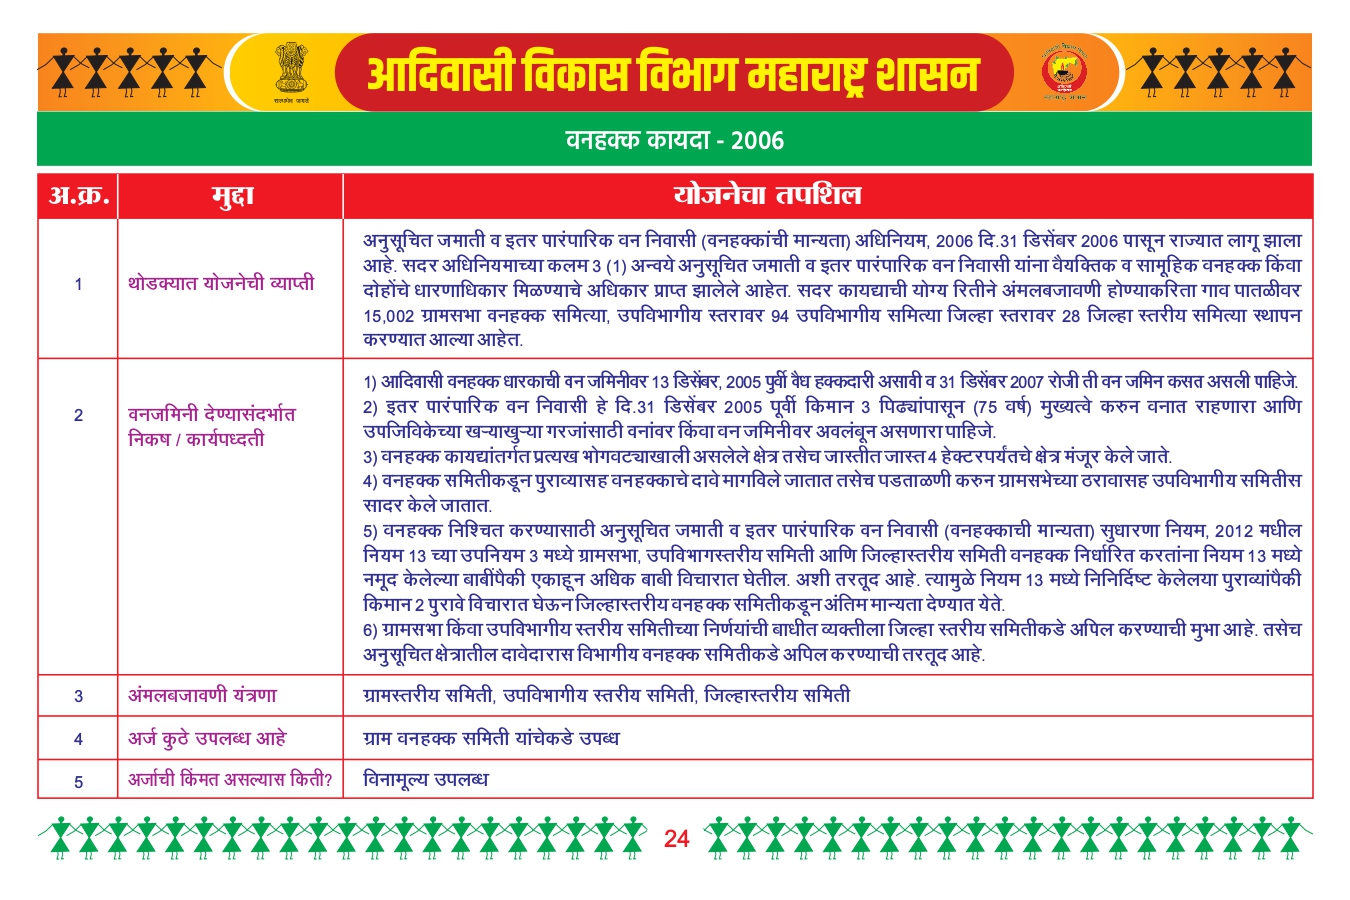 आदिवासी विकास विभाग महाराष्ट्र शासन
सत्यमेव जयते
वनहक्क कायदा - 2006
अ.क्र. मुद्दा योजनेचा तपशिल
1 थोडक्यात योजनेची व्याप्ती
अनुसूचित जमाती व इतर पारंपारिक वन निवासी (वनहक्कांची मान्यता) अधिनियम, 2006 दि.31 डिसेंबर 2006 पासून राज्यात लागू झाला
आहे. सदर अधिनियमाच्या कलम 3 (1) अन्वये अनुसूचित जमाती व इतर पारंपारिक वन निवासी यांना वैयक्तिक व सामूहिक वनहक्क किंवा
दोहोंचे धारणाधिकार मिळण्याचे अधिकार प्राप्त झालेले आहेत. सदर कायद्याची योग्य रितीने अंमलबजावणी होण्याकरिता गाव पातळीवर
15,002 ग्रामसभा वनहक्क समित्या, उपविभागीय स्तरावर 94 उपविभागीय समित्या जिल्हा स्तरावर 28 जिल्हा स्तरीय समित्या स्थापन
करण्यात आल्या आहेत.
2 वनजमिनी देण्यासंदर्भात
निकष / कार्यपध्दती
1) आदिवासी वनहक्क धारकाची वन जमिनीवर 13 डिसेंबर, 2005 पुर्वी वैध हक्कदारी असावी व 31 डिसेंबर 2007 रोजी ती वन जमिन कसत असली पाहिजे.
2) इतर पारंपारिक वन निवासी हे दि.31 डिसेंबर 2005 पूर्वी किमान 3 पिढ्यांपासून (75 वर्ष) मुख्यत्वे करुन वनात राहणारा आणि
उपजिविकेच्या खऱ्याखुऱ्या गरजांसाठी वनांवर किंवा वन जमिनीवर अवलंबून असणारा पाहिजे.
3) वनहक्क कायद्यांतर्गत प्रत्यख भोगवट्याखाली असलेले क्षेत्र तसेच जास्तीत जास्त 4 हेक्टरपर्यंतचे क्षेत्र मंजूर केले जाते.
4) वनहक्क समितीकडून पुराव्यासह वनहक्काचे दावे मागविले जातात तसेच पडताळणी करुन ग्रामसभेच्या ठरावासह उपविभागीय समितीस
सादर केले जातात.
5) वनहक्क निश्चित करण्यासाठी अनुसूचित जमाती व इतर पारंपारिक वन निवासी (वनहक्काची मान्यता) सुधारणा नियम, 2012 मधील
नियम 13 च्या उपनियम 3 मध्ये ग्रामसभा, उपविभागस्तरीय समिती आणि जिल्हास्तरीय समिती वनहक्क निर्धारित करतांना नियम 13 मध्ये
नमूद केलेल्या बाबींपैकी एकाहून अधिक बाबी विचारात घेतील. अशी तरतूद आहे. त्यामुळे नियम 13 मध्ये निनिर्दिष्ट केलेलया पुराव्यांपैकी
किमान 2 पुरावे विचारात घेऊन जिल्हास्तरीय वनहक्क समितीकडून अंतिम मान्यता देण्यात येते.
6) ग्रामसभा किंवा उपविभागीय स्तरीय समितीच्या निर्णयांची बाधीत व्यक्तीला जिल्हा स्तरीय समितीकडे अपिल करण्याची मुभा आहे. तसेच
अनुसूचित क्षेत्रातील दावेदारास विभागीय वनहक्क समितीकडे अपिल करण्याची तरतूद आहे.
3 अंमलबजावणी यंत्रणा ग्रामस्तरीय समिती, उपविभागीय स्तरीय समिती, जिल्हास्तरीय समिती
4 अर्ज कुठे उपलब्ध आहे ग्राम वनहक्क समिती यांचेकडे उपब्ध
5 अर्जाची किंमत असल्यास किती? विनामूल्य उपलब्ध
24